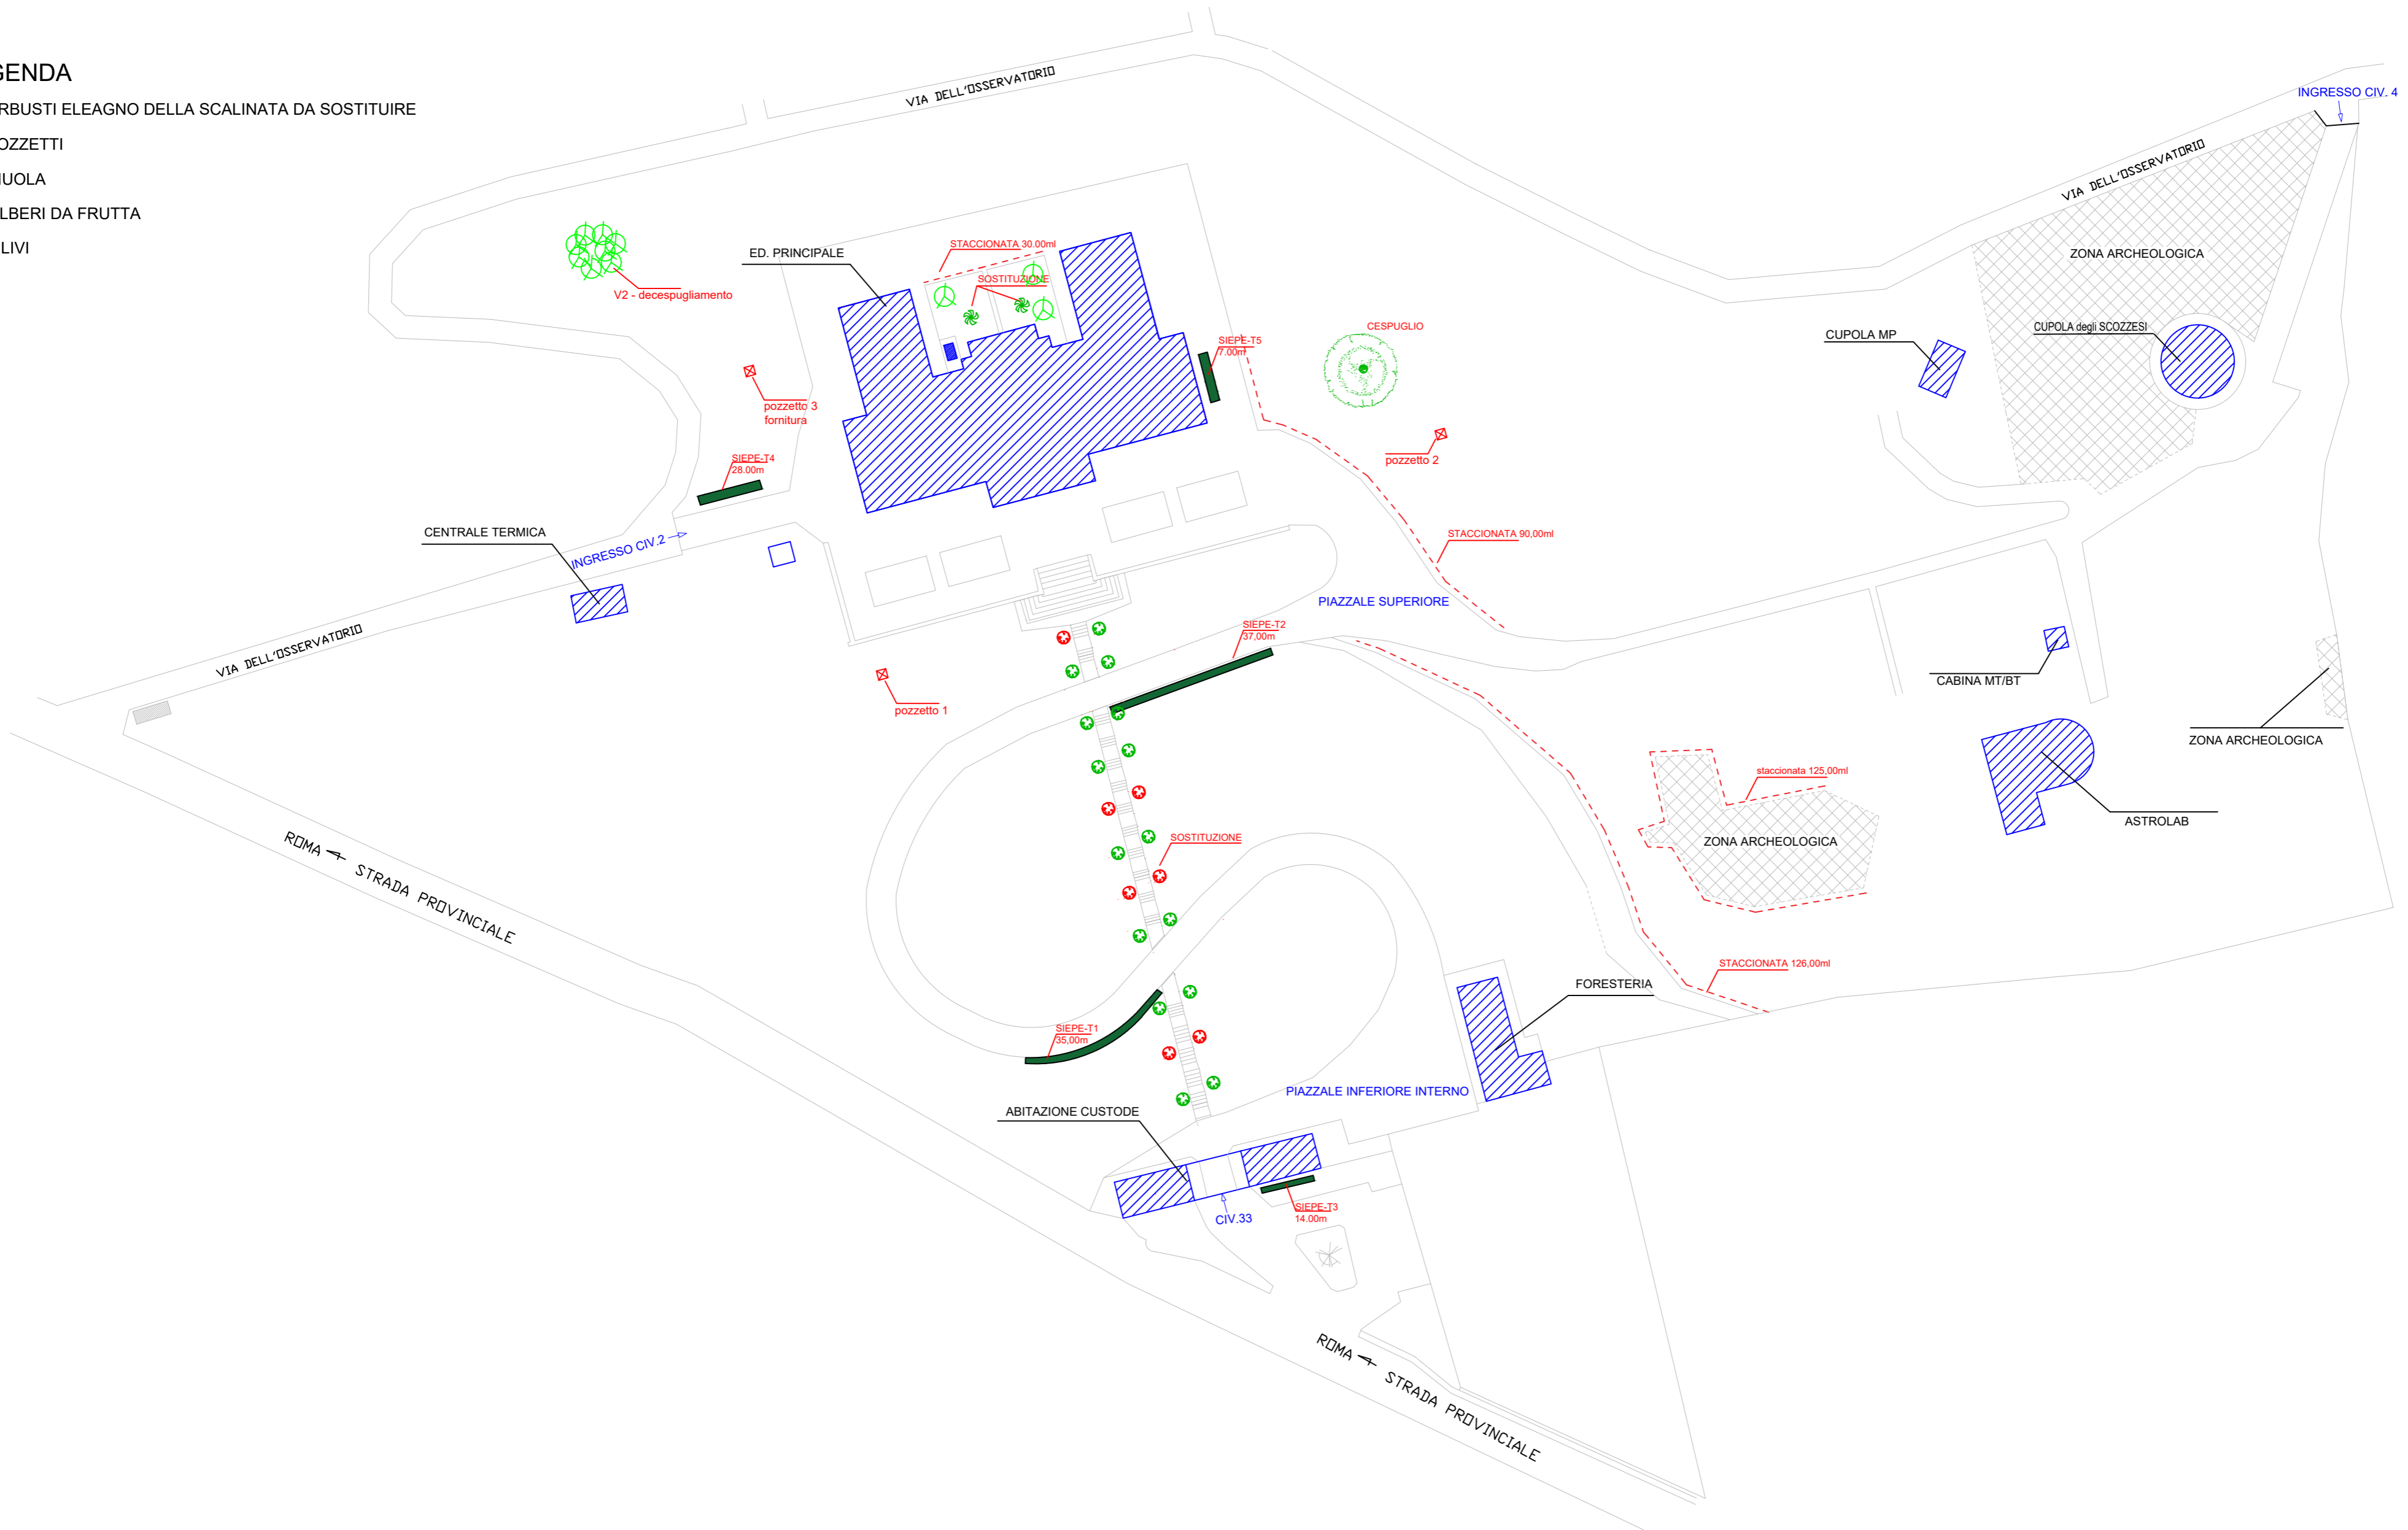 GENDA
RBUSTI ELEAGNO DELLA SCALINATA DA SOSTITUIRE
OZZETTI
IUOLA
LBERI DA FRUTTA
LIVI
VIA DELL'OSSERVATORIO
INGRESSO CIV. 4
VIA DELL'OSSERVATORIO
ZONA ARCHEOLOGICA
STACCIONATA 30.00ml
ED. PRINCIPALE
SOSTITUZIONE
V2 - decespugliamento
CESPUGLIO
CUPOLA MP
CUPOLA degli SCOZZESI
SIEPE-T5
7.00m
pozzetto 3
fornitura
pozzetto 2
SIEPE-T4
28.00m
CENTRALE TERMICA
INGRESSO CIV.2
STACCIONATA 90,00ml
PIAZZALE SUPERIORE
SIEPE-T2
37,00m
VIA DELL'OSSERVATORIO
CABINA MT/BT
pozzetto 1
ZONA ARCHEOLOGICA
staccionata 125,00ml
ASTROLAB
ZONA ARCHEOLOGICA
SOSTITUZIONE
ROMA
STRADA PROVINCIALE
STACCIONATA 126,00ml
FORESTERIA
SIEPE-T1
35,00m
PIAZZALE INFERIORE INTERNO
ABITAZIONE CUSTODE
SIEPE-T3
14.00m
CIV.33
ROMA
STRADA PROVINCIALE